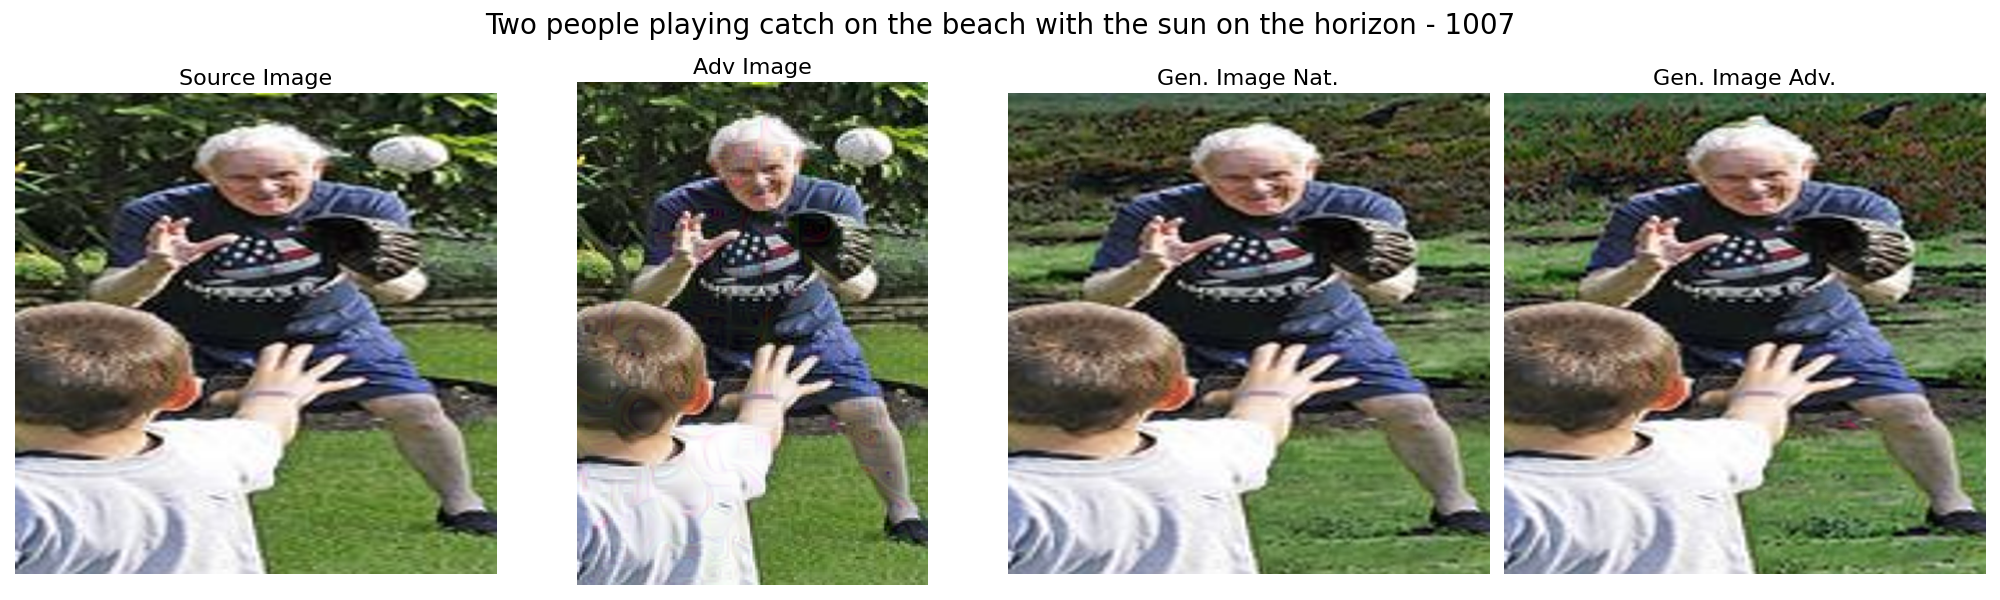 Two people playing catch on the beach with the sun on the horizon - 1007
Source Image
Adv Image
Gen. Image Nat.
Gen. Image Adv.